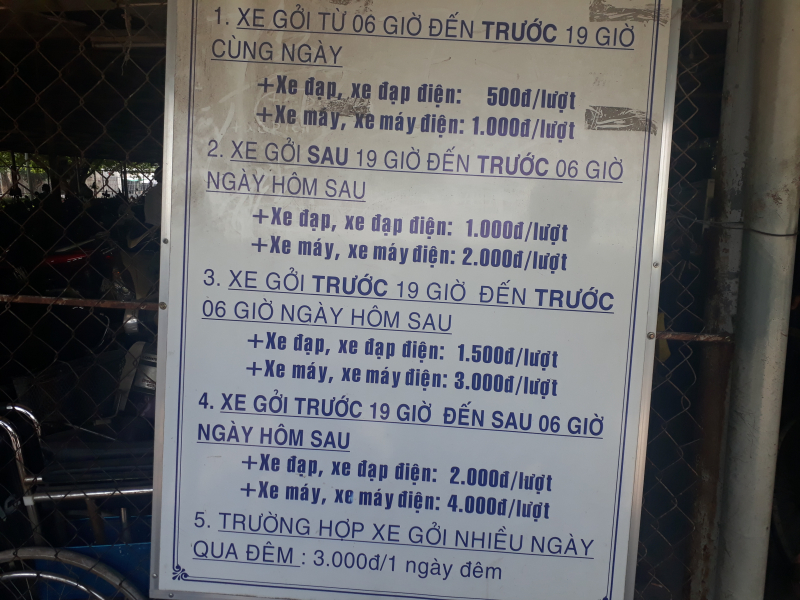 1. XE GỞI TỪ 06 GIỜ ĐẾN TRƯỚC 19 GIỜ
CÙNG NGÀY
+Xe đạp, xe đạp điện: 500đ/lượt
+Xe máy, xe máy điện: 1.000đ/lượt
2. XE GỞI SAU 19 GIỜ ĐẾN TRƯỚC 06 GIỜ
NGÀY HÔM SAU
+Xe đạp, xe đạp điện: 1.000đ/lượt
+Xe máy, xe máy điện: 2.000đ/lượt
3. XE GỞI TRƯỚC 19 GIỜ ĐẾN TRƯỚC
06 GIỜ NGÀY HÔM SAU
+Xe đạp, xe đạp điện: 1.500đ/lượt
+Xe máy, xe máy điện: 3.000đ/lượt
4. XE GỞI TRƯỚC 19 GIỜ ĐẾN SAU 06 GIỜ
NGÀY HÔM SAU
+Xe đạp, xe đạp điện: 2.000đ/lượt
+Xe máy, xe máy điện: 4.000đ/lượt
5. TRƯỜNG HỢP XE GỞI NHIỀU NGÀY
QUA ĐÊM : 3.000đ/1 ngày đêm